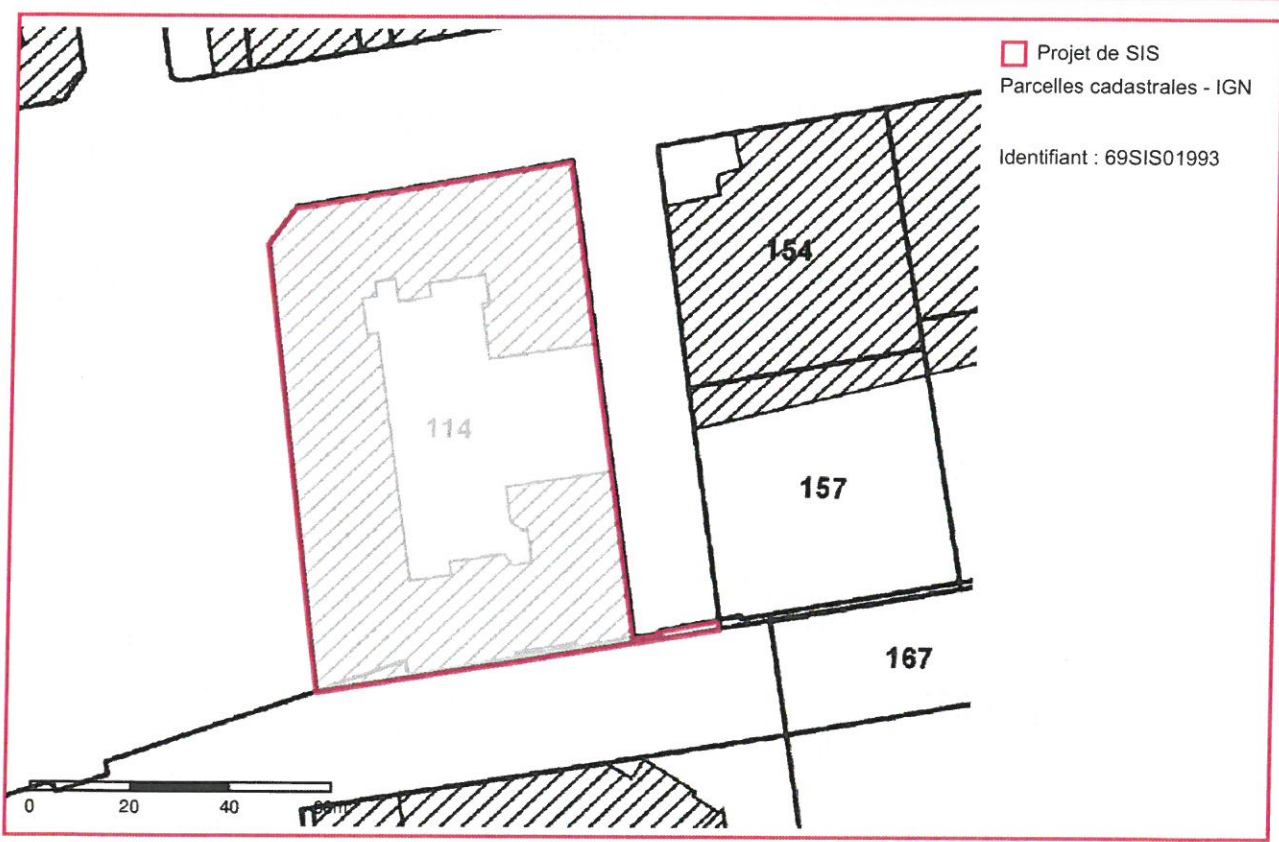 Projet de SIS
Parcelles cadastrales - IGN
Identifiant : 69SIS01993
154
114
157
167
0 20 40